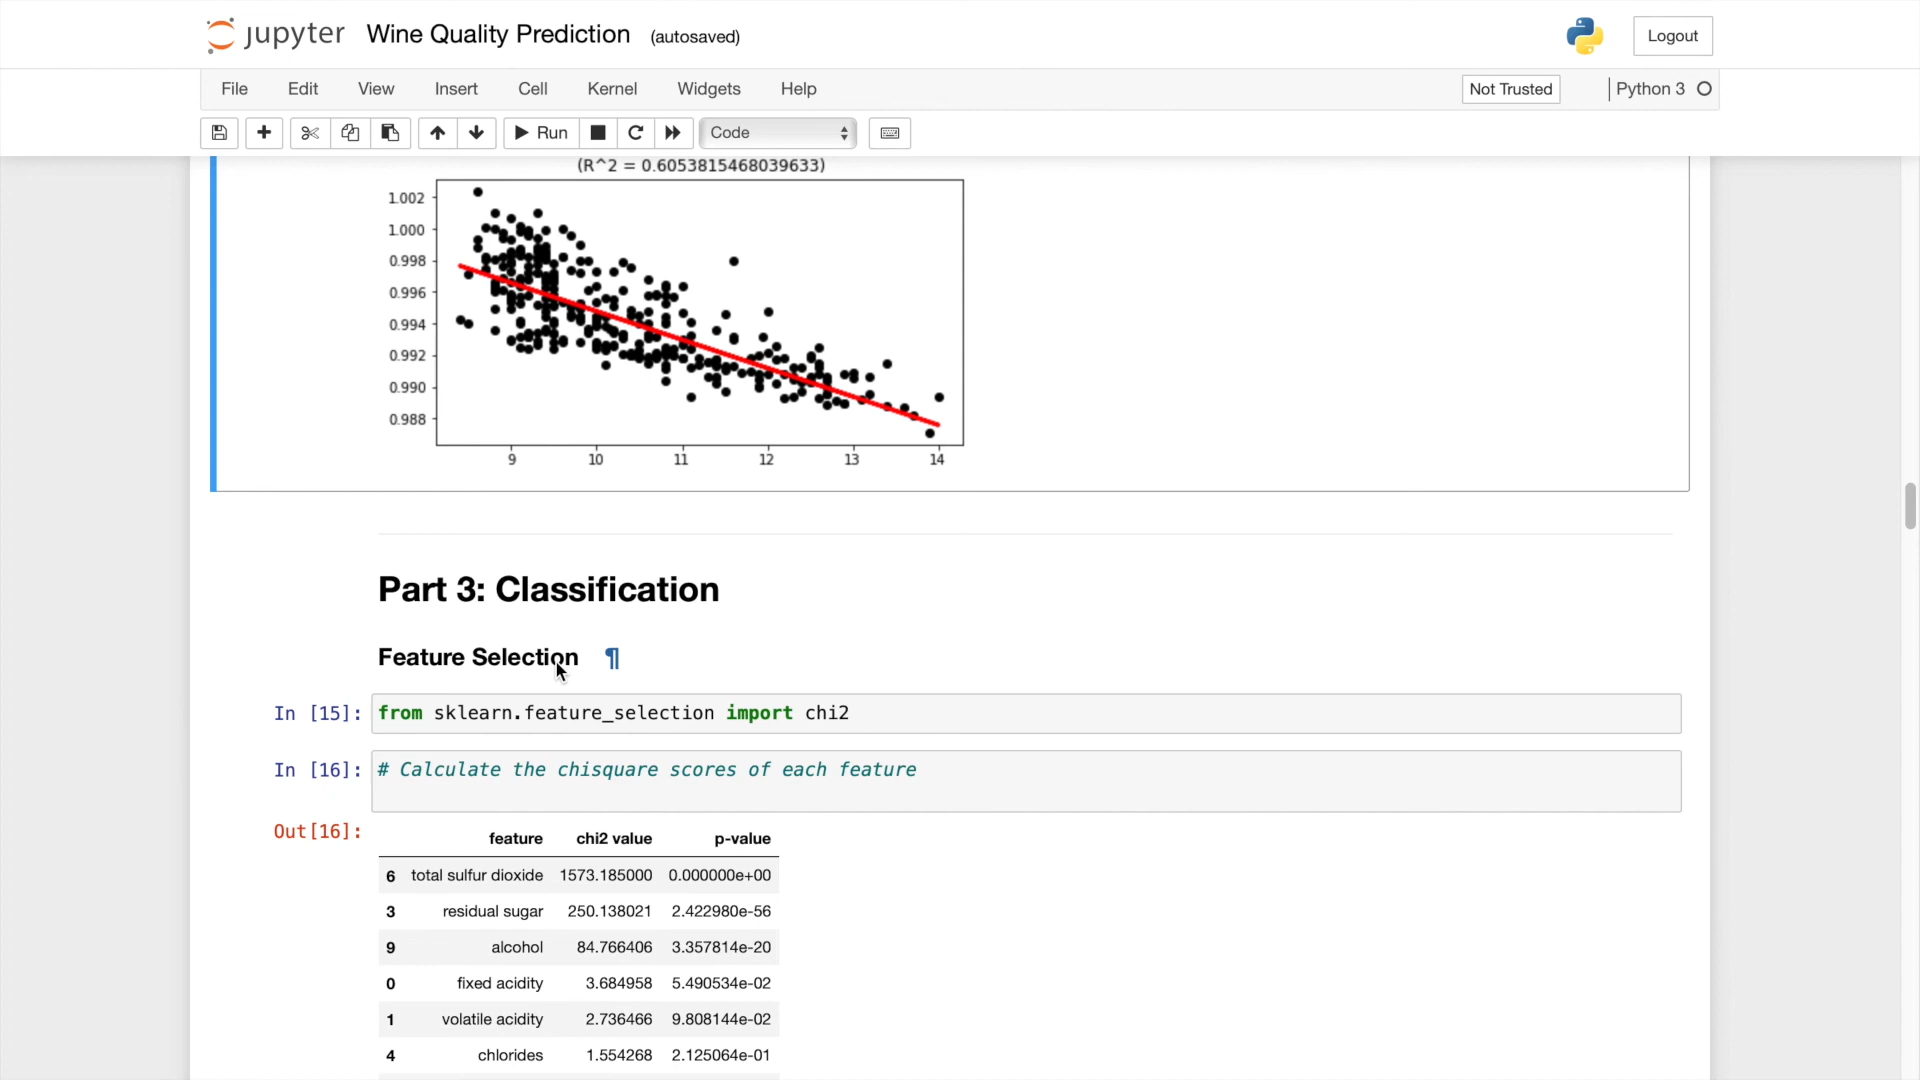 jupyter Wine Quality Prediction (autosaved) Logout
File Edit View Insert Cell Kernel Widgets Help Not Trusted Python 3
Run Code
(R^2 = 0.6053815468039633)
1.002
1.000
0.998
0.996
0.994
0.992
0.990
0.988
9 10 11 12 13 14
Part 3: Classification
Feature Selection ¶
In [15]: from sklearn.feature_selection import chi2
In [16]: # Calculate the chisquare scores of each feature
Out[16]:
feature chi2 value p-value
6 total sulfur dioxide 1573.185000 0.000000e+00
3 residual sugar 250.138021 2.422980e-56
9 alcohol 84.766406 3.357814e-20
0 fixed acidity 3.684958 5.490534e-02
1 volatile acidity 2.736466 9.808144e-02
4 chlorides 1.554268 2.125064e-01